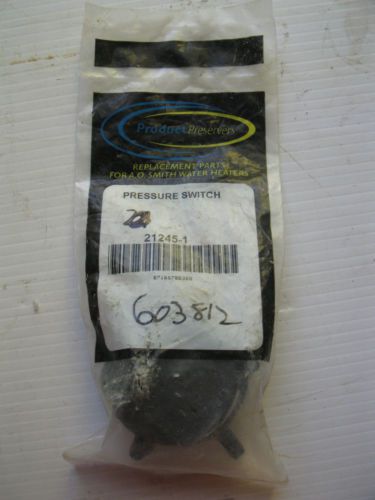 Product Preservers
REPLACEMENT PARTS
FOR A.O. SMITH WATER HEATERS
PRESSURE SWITCH
21245-1
603812